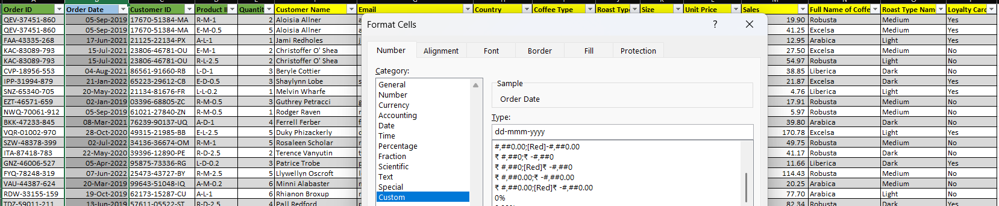 Order ID Order Date Customer ID Product I Quantit Customer Name Email Country Coffee Type Roast Typ Size Unit Price Sales Full Name of Coffe Roast Type Nam Loyalty Card
QEV-37451-860 05-Sep-2019 17670-51384-MA R-M-1 2 Aloisia Allner 19.90 Robusta Medium Yes
QEV-37451-860 05-Sep-2019 17670-51384-MA E-M-0.5 5 Aloisia Allner 41.25 Excelsa Medium Yes
FAA-43335-268 17-Jun-2021 21125-22134-PX A-L-1 1 Jami Redholes 12.95 Arabica Light Yes
KAC-83089-793 15-Jul-2021 23806-46781-OU E-M-1 2 Christoffer O' Shea 27.50 Excelsa Medium No
KAC-83089-793 15-Jul-2021 23806-46781-OU R-L-2.5 2 Christoffer O' Shea 54.97 Robusta Light No
CVP-18956-553 04-Aug-2021 86561-91660-RB L-D-1 3 Beryle Cottier 38.85 Liberica Dark No
IPP-31994-879 21-Jan-2022 65223-29612-CB E-D-0.5 3 Shaylynn Lobe 21.87 Excelsa Dark Yes
SNZ-65340-705 20-May-2022 21134-81676-FR L-L-0.2 1 Melvin Wharfe 4.76 Liberica Light Yes
EZT-46571-659 02-Jan-2019 03396-68805-ZC R-M-0.5 3 Guthrey Petracci 17.91 Robusta Medium No
NWQ-70061-912 05-Sep-2019 61021-27840-ZN R-M-0.5 1 Rodger Raven 5.97 Robusta Medium No
BKK-47233-845 08-Mar-2021 76239-90137-UQ A-D-1 4 Ferrell Ferber 39.80 Arabica Dark No
VQR-01002-970 28-Oct-2020 49315-21985-BB E-L-2.5 5 Duky Phizackerly 170.78 Excelsa Light Yes
SZW-48378-399 02-Jul-2022 34136-36674-OM R-M-1 5 Rosaleen Scholar 49.75 Robusta Medium No
ITA-87418-783 22-May-2020 39396-12890-PE R-D-2.5 2 Terence Vanyutin 41.17 Robusta Dark No
GNZ-46006-527 05-Apr-2022 95875-73336-RG L-D-0.2 3 Patrice Trobe 11.66 Liberica Dark Yes
FYQ-78248-319 07-Jun-2022 25473-43727-BY R-M-2.5 5 Llywellyn Oscroft 114.43 Robusta Medium No
VAU-44387-624 20-Mar-2019 99643-51048-IQ A-M-0.2 6 Minni Alabaster 20.25 Arabica Medium No
RDW-33155-159 19-Oct-2019 62173-15287-CU A-L-1 6 Rhianon Broxup 77.70 Arabica Light No
TDZ-59011-211 13-Jun-2019 57611-05522-ST R-D-2.5 4 Pall Redford 82.34 Robusta Dark Yes
Format Cells ?
Number Alignment Font Border Fill Protection
Category:
General
Number
Currency
Accounting
Date
Time
Percentage
Fraction
Scientific
Text
Special
Custom
Sample
Order Date
Type:
dd-mmm-yyyy
#,##0.00;[Red]-#,##0.00
₹ #,##0;₹ -#,##0
₹ #,##0;[Red]₹ -#,##0
₹ #,##0.00;₹ -#,##0.00
₹ #,##0.00;[Red]₹ -#,##0.00
0%